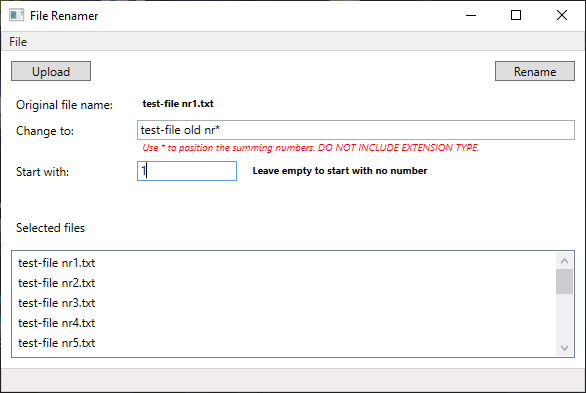 File Renamer
File
Upload
Rename
Original file name:
test-file nr1.txt
Change to:
test-file old nr*
Use * to position the summing numbers. DO NOT INCLUDE EXTENSION TYPE.
Start with:
1
Leave empty to start with no number
Selected files
test-file nr1.txt
test-file nr2.txt
test-file nr3.txt
test-file nr4.txt
test-file nr5.txt